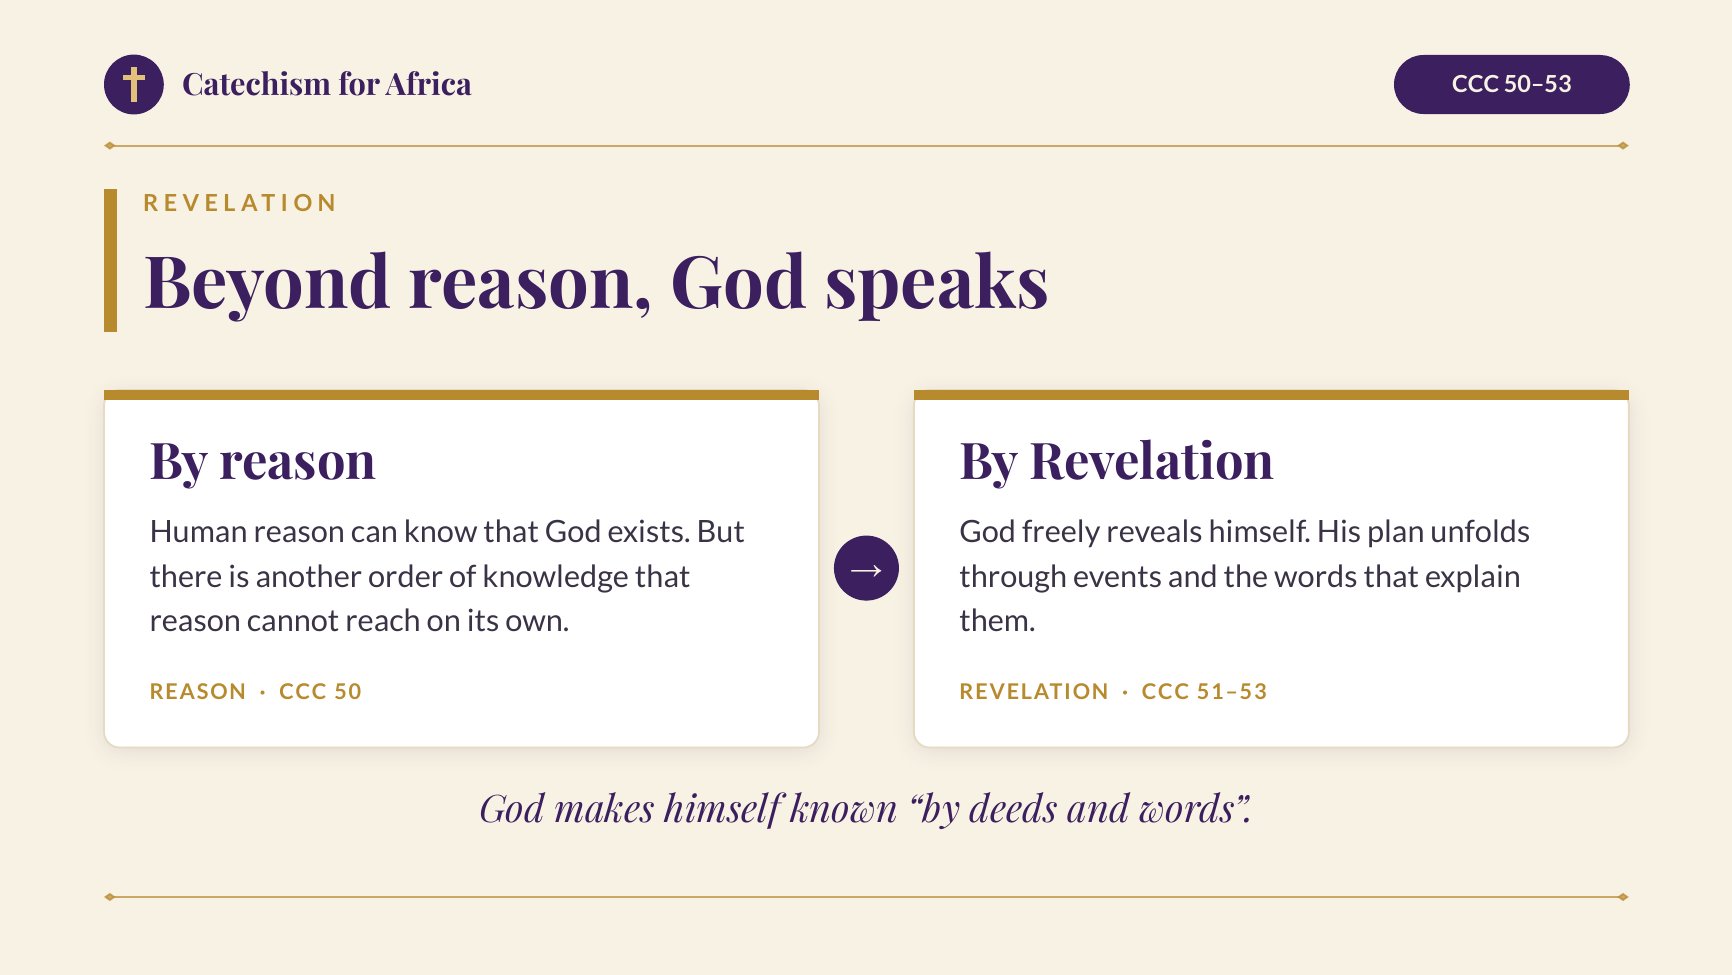 Catechism for Africa
CCC 50–53
REVELATION
Beyond reason, God speaks
By reason
Human reason can know that God exists. But
there is another order of knowledge that
reason cannot reach on its own.
REASON · CCC 50
→
By Revelation
God freely reveals himself. His plan unfolds
through events and the words that explain
them.
REVELATION · CCC 51–53
God makes himself known “by deeds and words”.